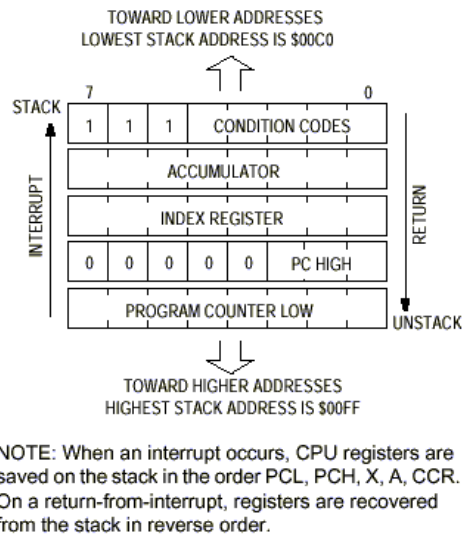 TOWARD LOWER ADDRESSES
LOWEST STACK ADDRESS IS $00C0
7 0
STACK
1 1 1 CONDITION CODES
ACCUMULATOR
INDEX REGISTER
INTERRUPT
RETURN
0 0 0 0 0 PC HIGH
PROGRAM COUNTER LOW
UNSTACK
TOWARD HIGHER ADDRESSES
HIGHEST STACK ADDRESS IS $00FF
NOTE: When an interrupt occurs, CPU registers are
saved on the stack in the order PCL, PCH, X, A, CCR.
On a return-from-interrupt, registers are recovered
from the stack in reverse order.